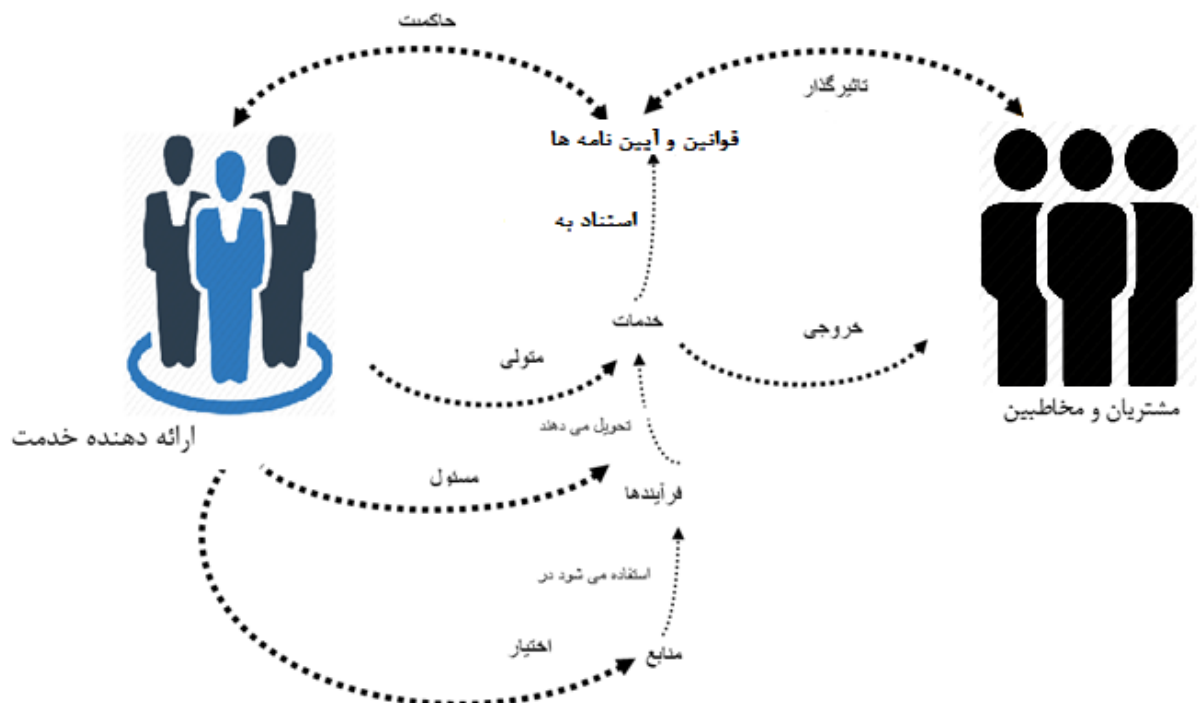 حاکمیت
تاثیرگذار
قوانین و آیین نامه ها
استناد به
خدمات
خروجی
متولی
مشتریان و مخاطبین
تحویل می دهند
ارائه دهنده خدمت
مسئول
فرآیندها
استفاده می شود در
اختیار
منابع